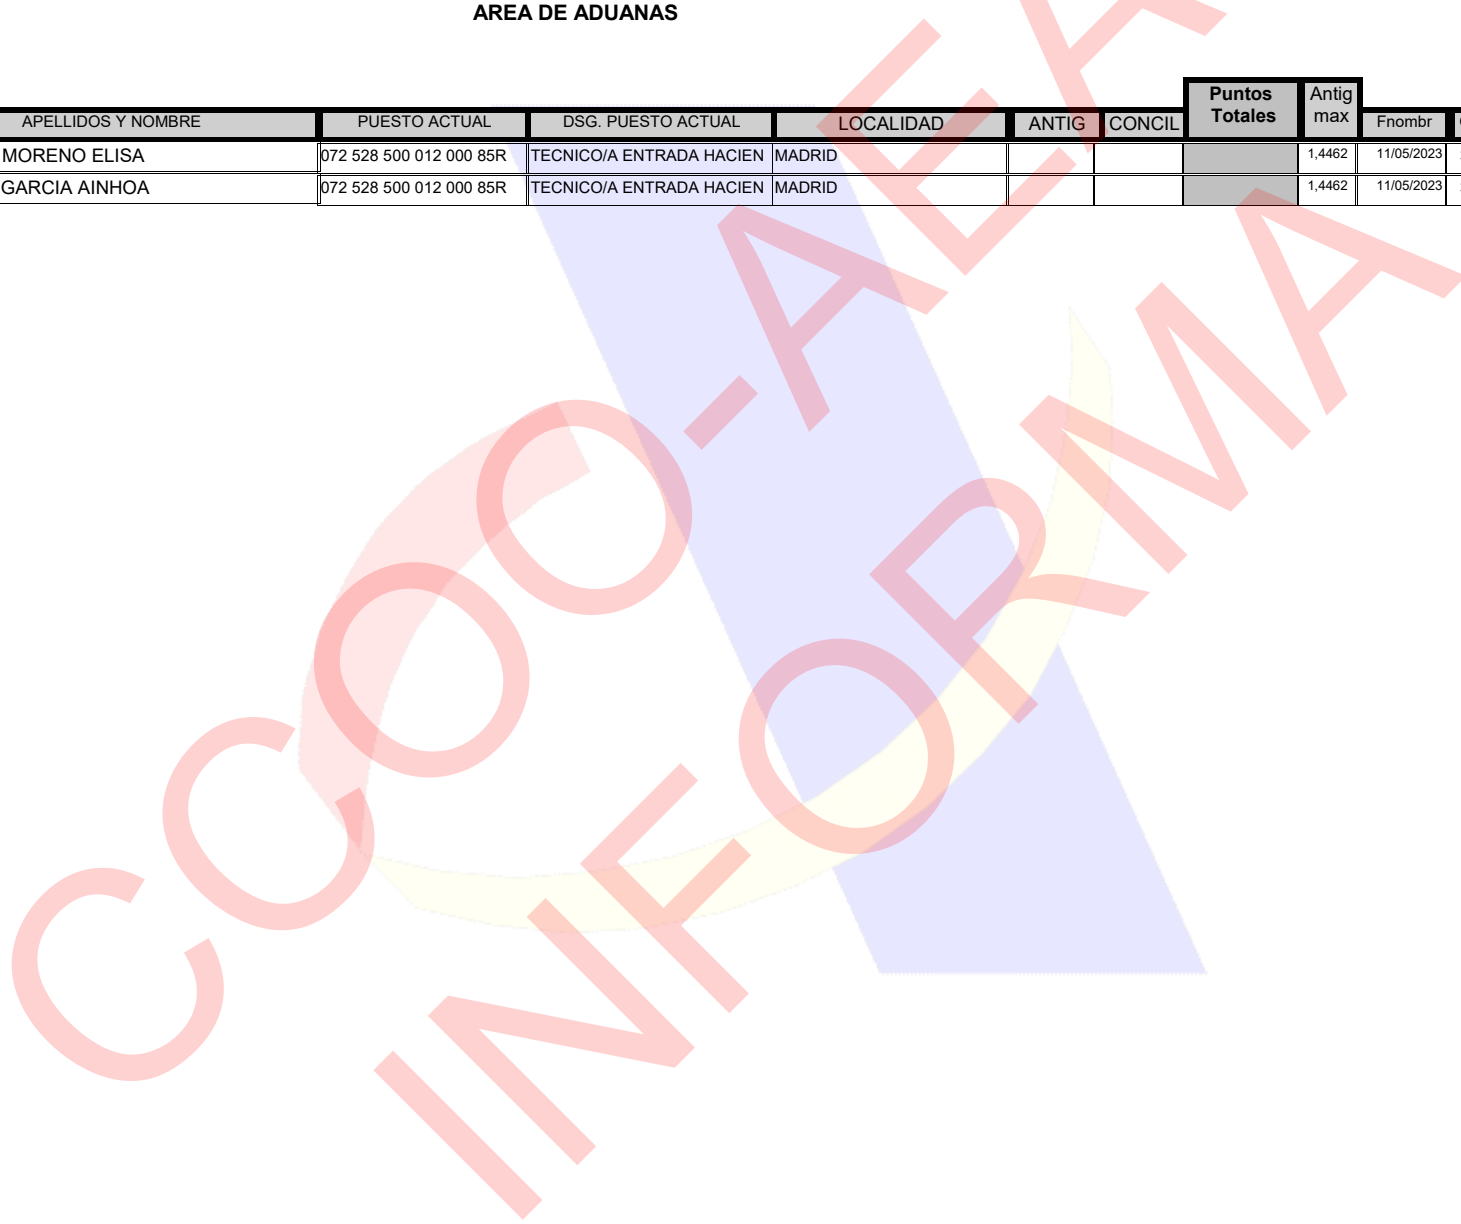 AREA DE ADUANAS
APELLIDOS Y NOMBRE PUESTO ACTUAL DSG. PUESTO ACTUAL LOCALIDAD ANTIG CONCIL Puntos Totales Antig max Fnombr
MORENO ELISA 072 528 500 012 000 85R TECNICO/A ENTRADA HACIEN MADRID 1,4462 11/05/2023
GARCIA AINHOA 072 528 500 012 000 85R TECNICO/A ENTRADA HACIEN MADRID 1,4462 11/05/2023
CCOO-AEA
INFORMA